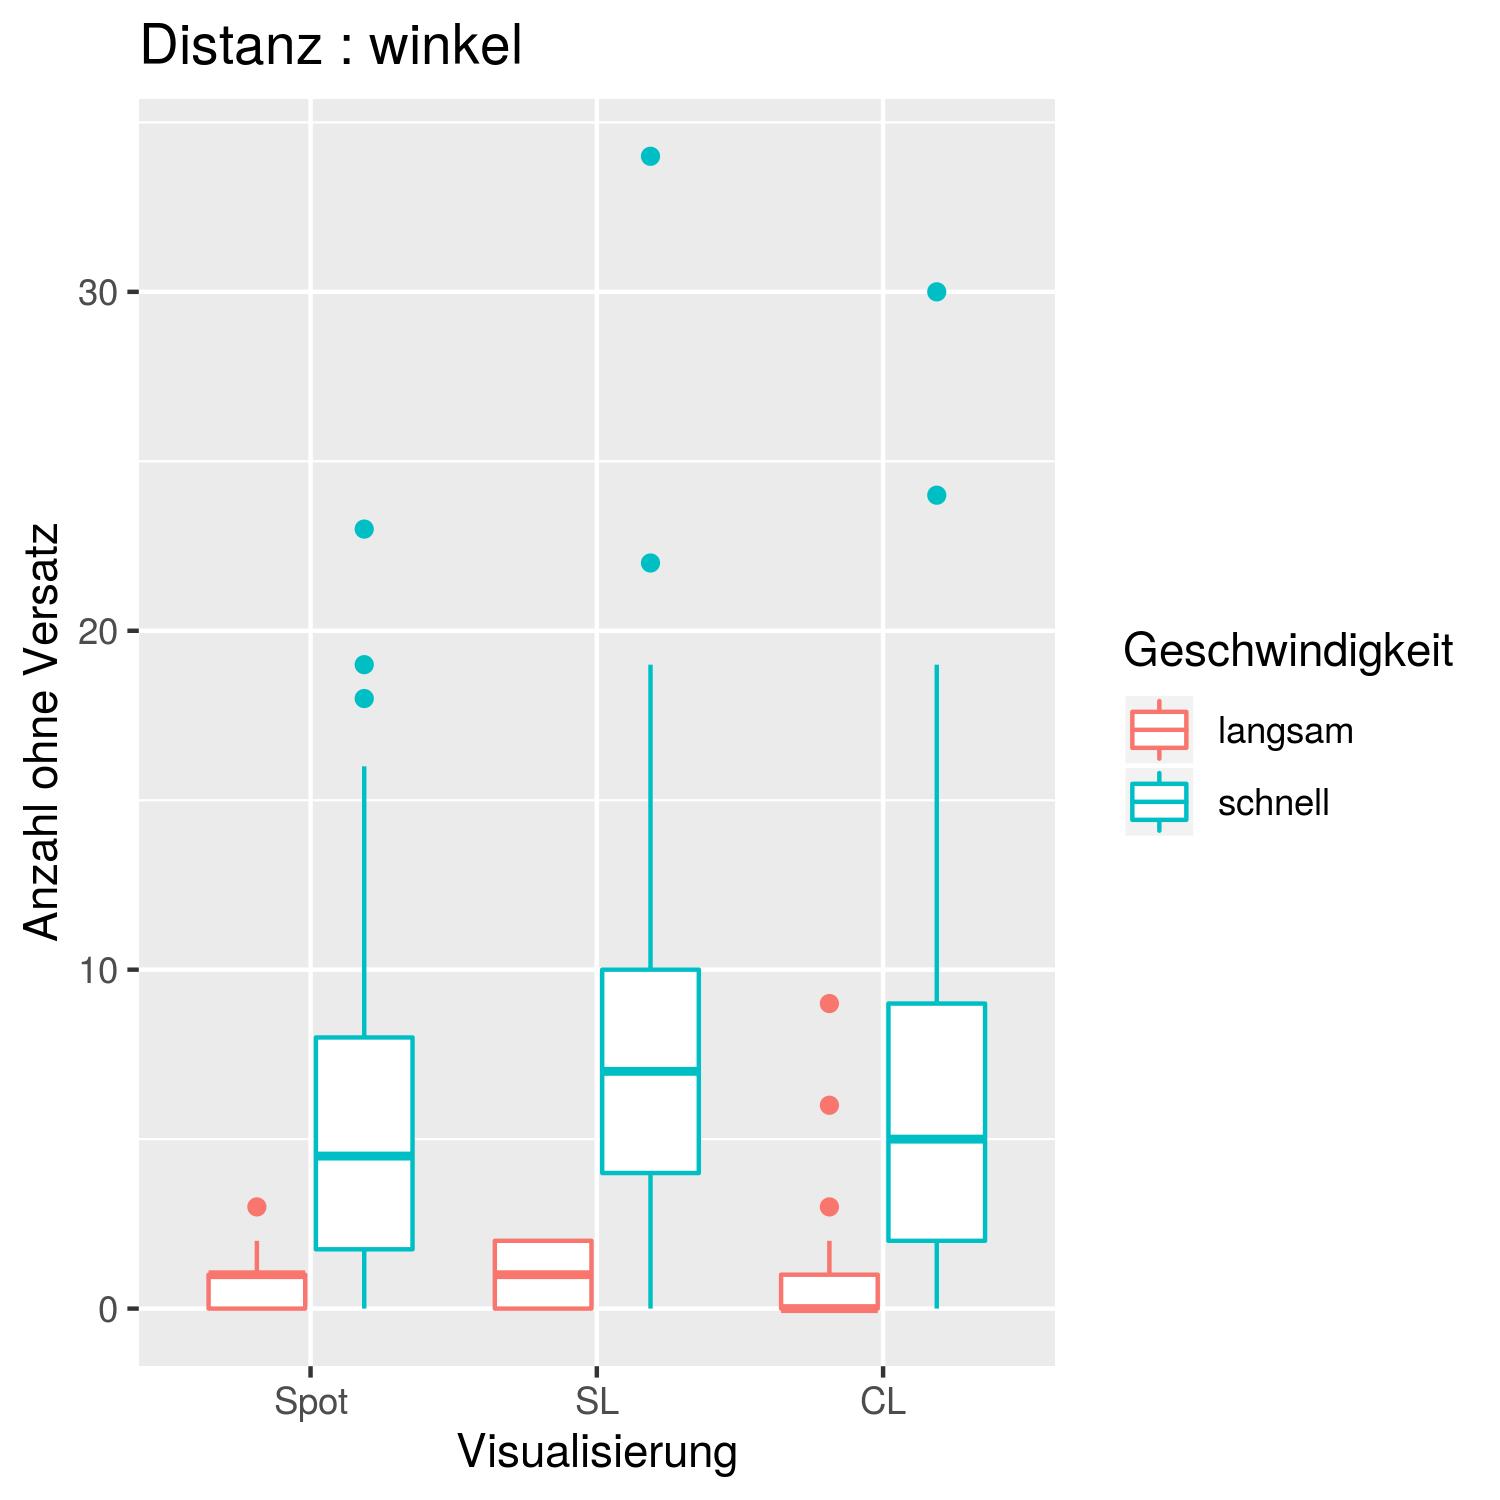 Distanz : winkel
Anzahl ohne Versatz
30
20
10
0
Spot SL CL
Visualisierung
Geschwindigkeit
langsam
schnell